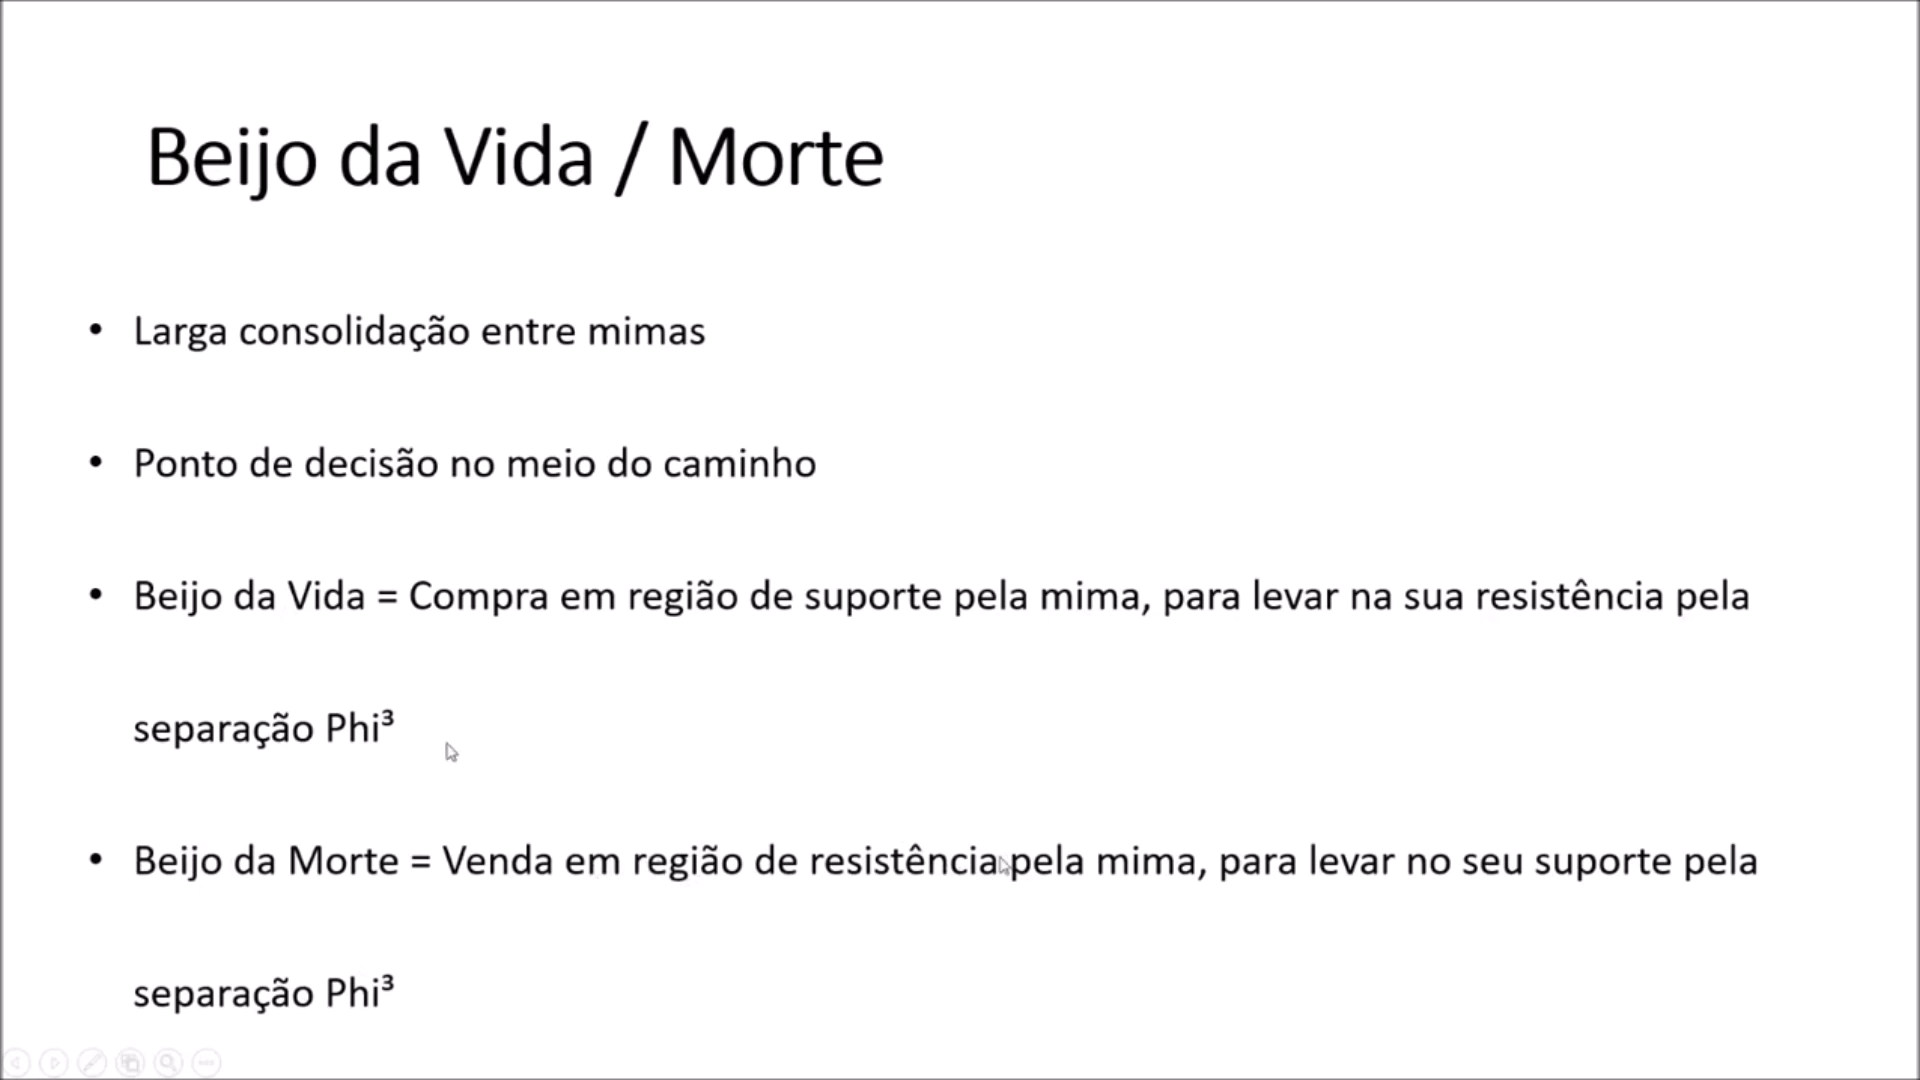 Beijo da Vida / Morte
• Larga consolidação entre mimas
• Ponto de decisão no meio do caminho
• Beijo da Vida = Compra em região de suporte pela mima, para levar na sua resistência pela
separação Phi³
• Beijo da Morte = Venda em região de resistência pela mima, para levar no seu suporte pela
separação Phi³